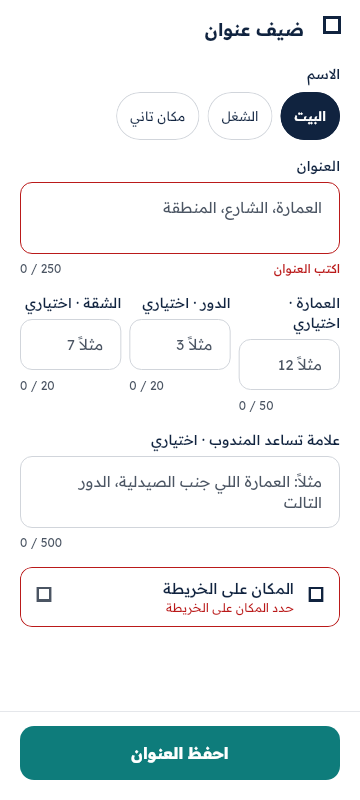 ضيف عنوان
الاسم
البيت
الشغل
مكان تاني
العنوان
العمارة، الشارع، المنطقة
اكتب العنوان
0 / 250
العمارة · اختياري
مثلاً 12
0 / 50
الدور · اختياري
مثلاً 3
0 / 20
الشقة · اختياري
مثلاً 7
0 / 20
علامة تساعد المندوب · اختياري
مثلاً: العمارة اللي جنب الصيدلية، الدور
التالت
0 / 500
المكان على الخريطة
حدد المكان على الخريطة
احفظ العنوان